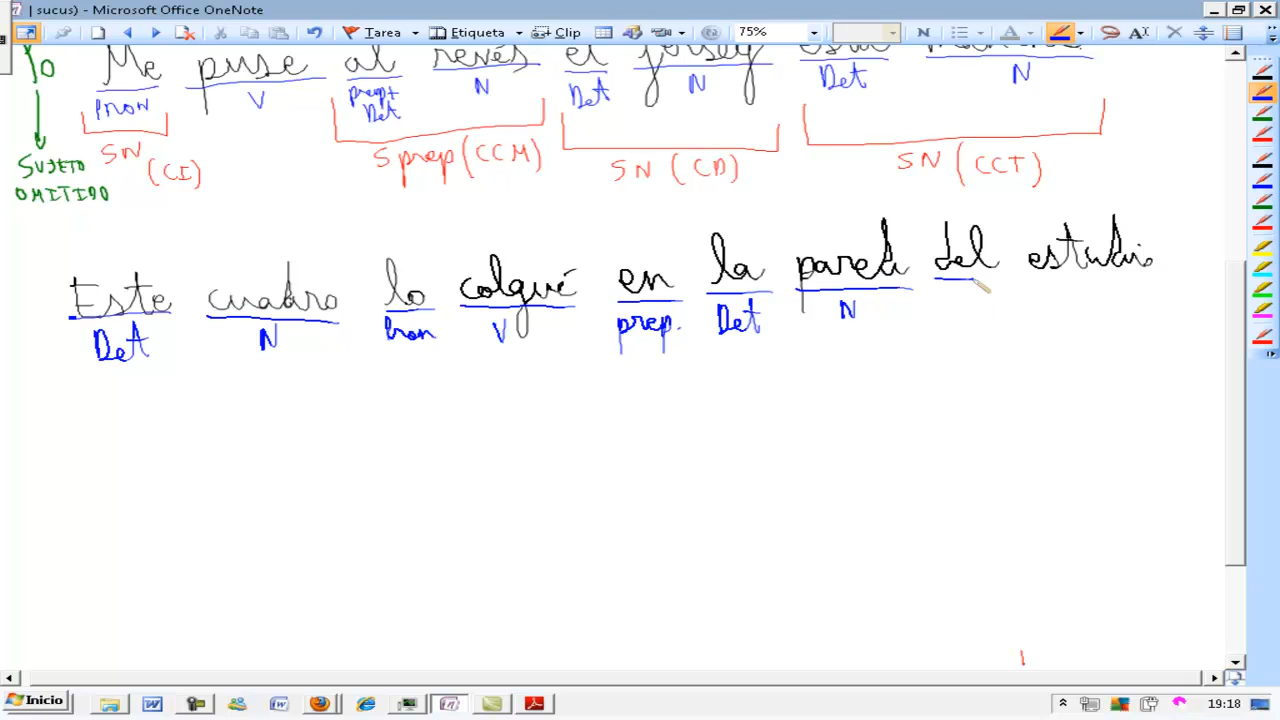 | sucus) - Microsoft Office OneNote
Tarea Etiqueta Clip 75% N A
Me puse al revés el jersey
PRON V prep+ Det N Det N Det N
SN (CI) S prep (CCM) SN (CD) SN (CCT)
SUJETO
OMITIDO
Este cuadro lo colgué en la pared del estudio
Det N Pron V prep. Det N
Inicio 19:18